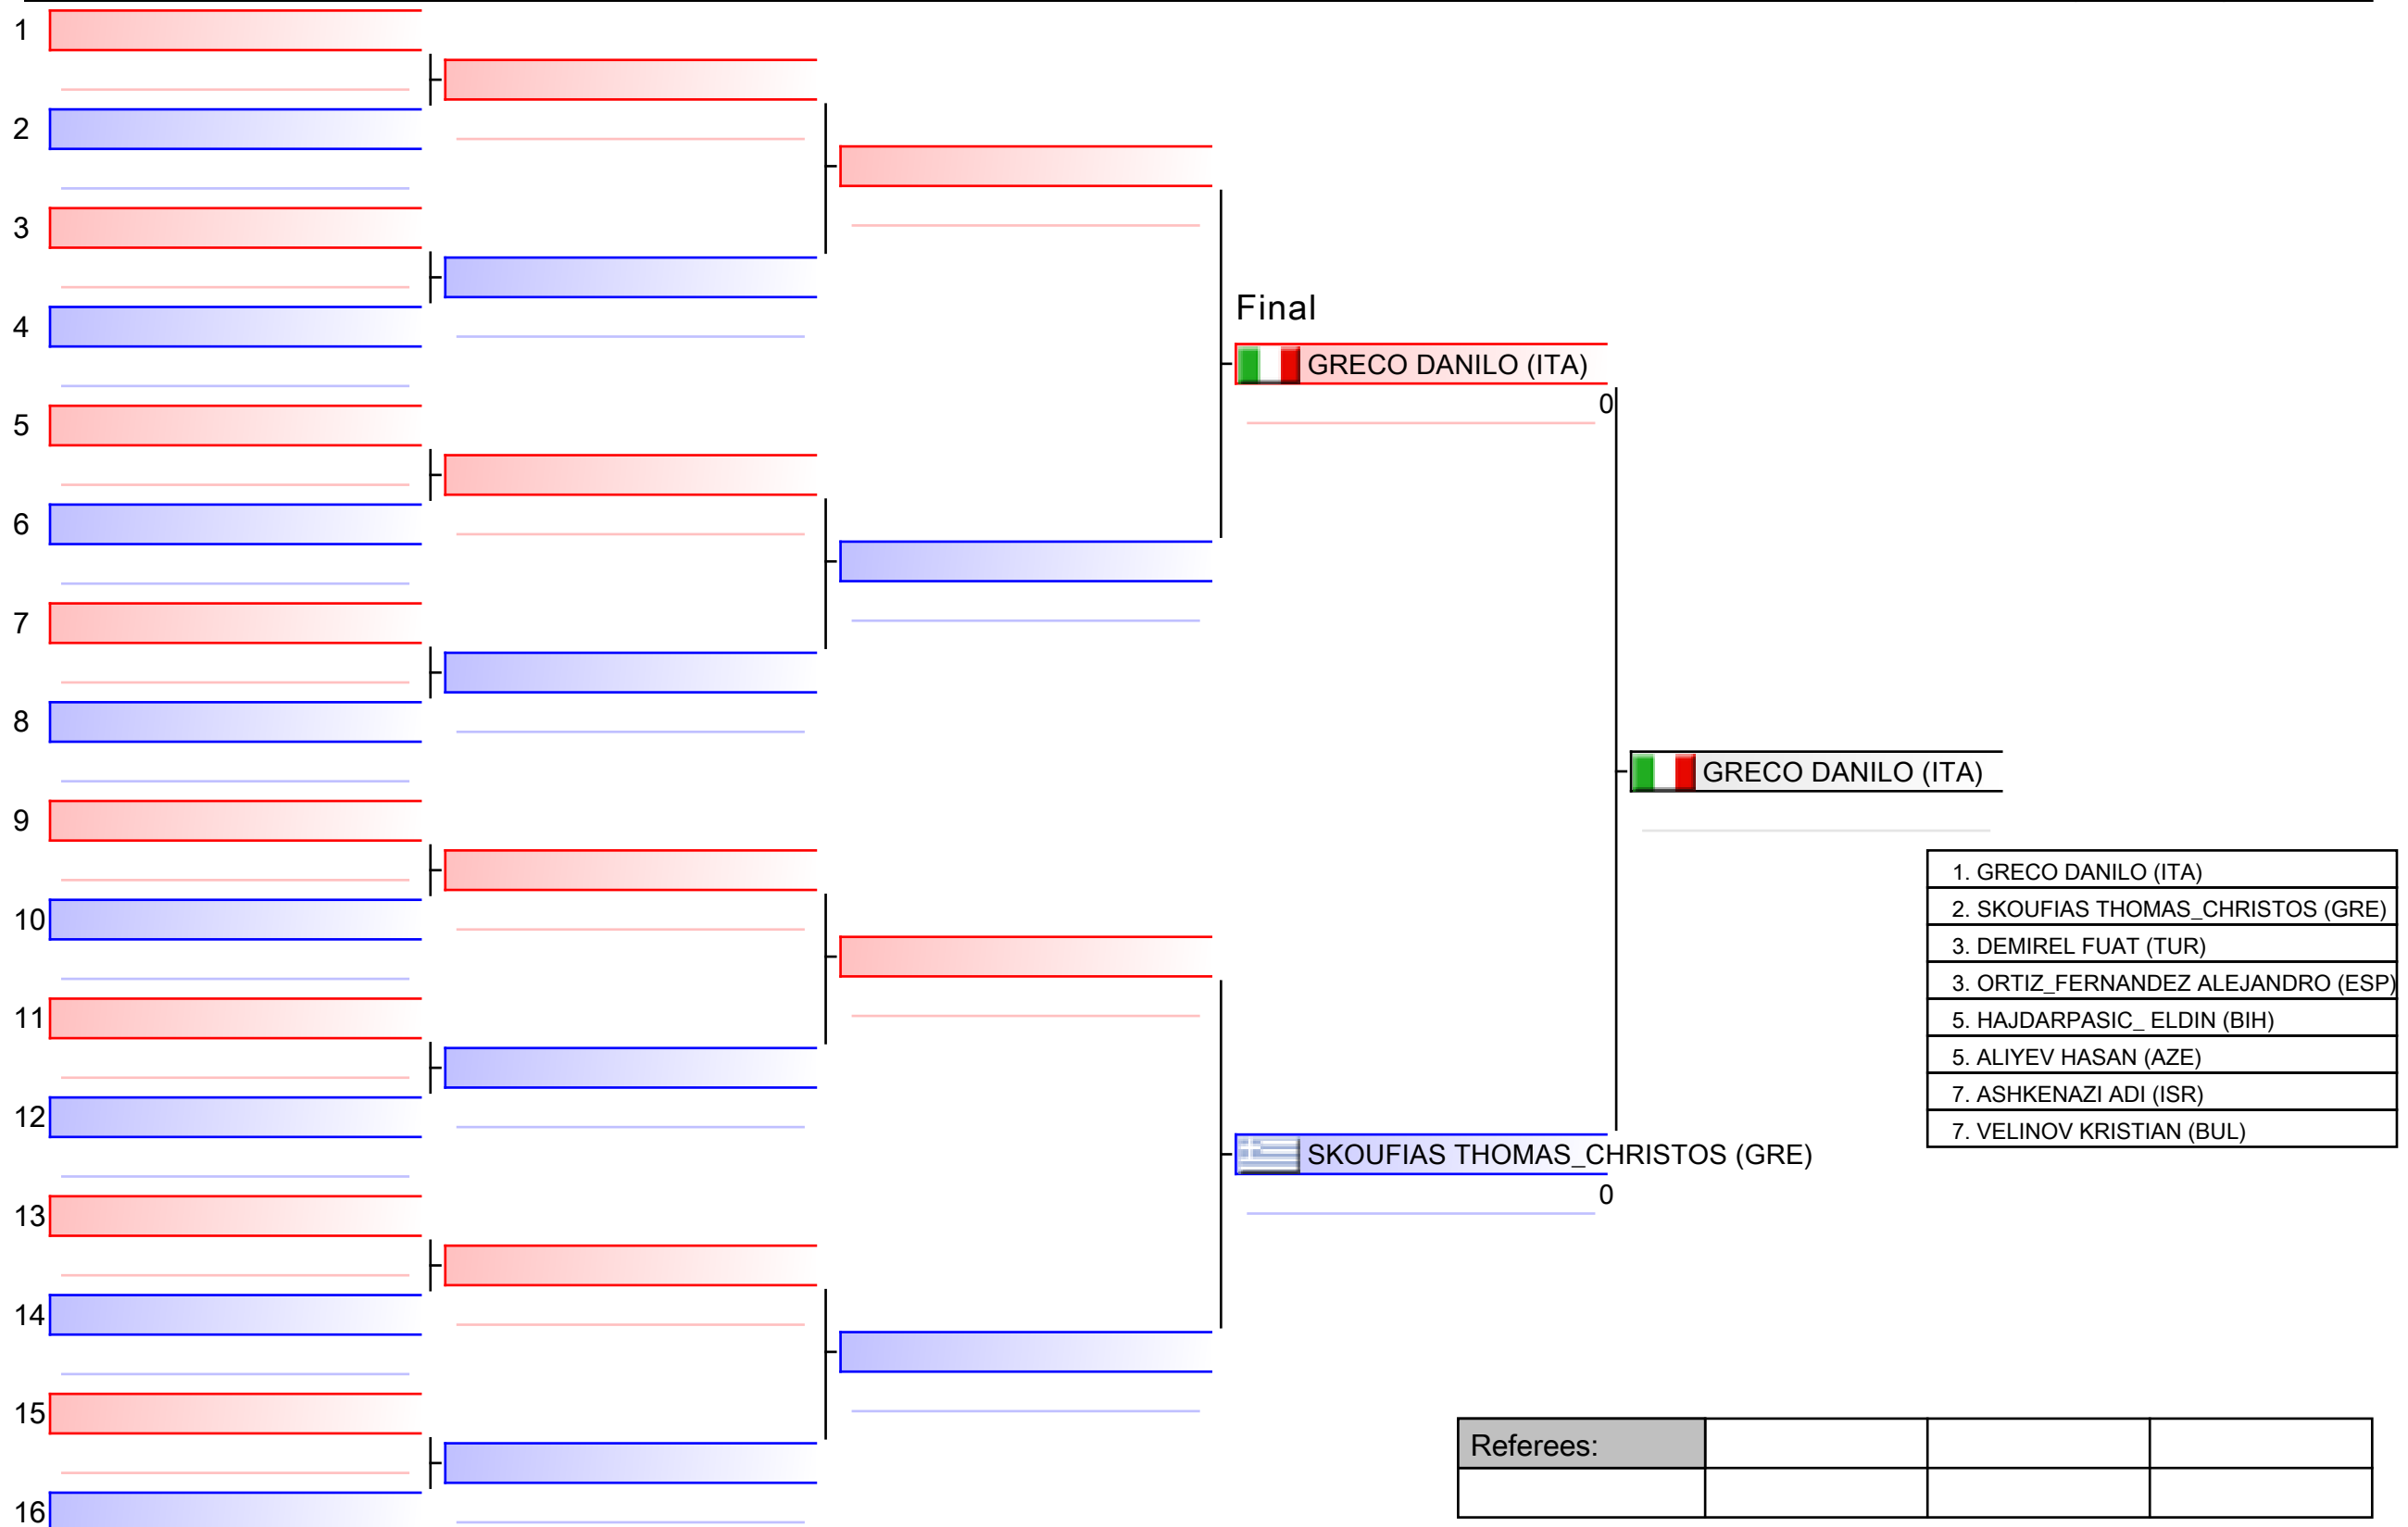 1
2
3
4
Final
GRECO DANILO (ITA)
0
5
6
7
8
GRECO DANILO (ITA)
9
1. GRECO DANILO (ITA)
2. SKOUFIAS THOMAS_CHRISTOS (GRE)
10
3. DEMIREL FUAT (TUR)
3. ORTIZ_FERNANDEZ ALEJANDRO (ESP)
11
5. HAJDARPASIC_ ELDIN (BIH)
5. ALIYEV HASAN (AZE)
7. ASHKENAZI ADI (ISR)
12
7. VELINOV KRISTIAN (BUL)
SKOUFIAS THOMAS_CHRISTOS (GRE)
0
13
14
15
Referees:
16